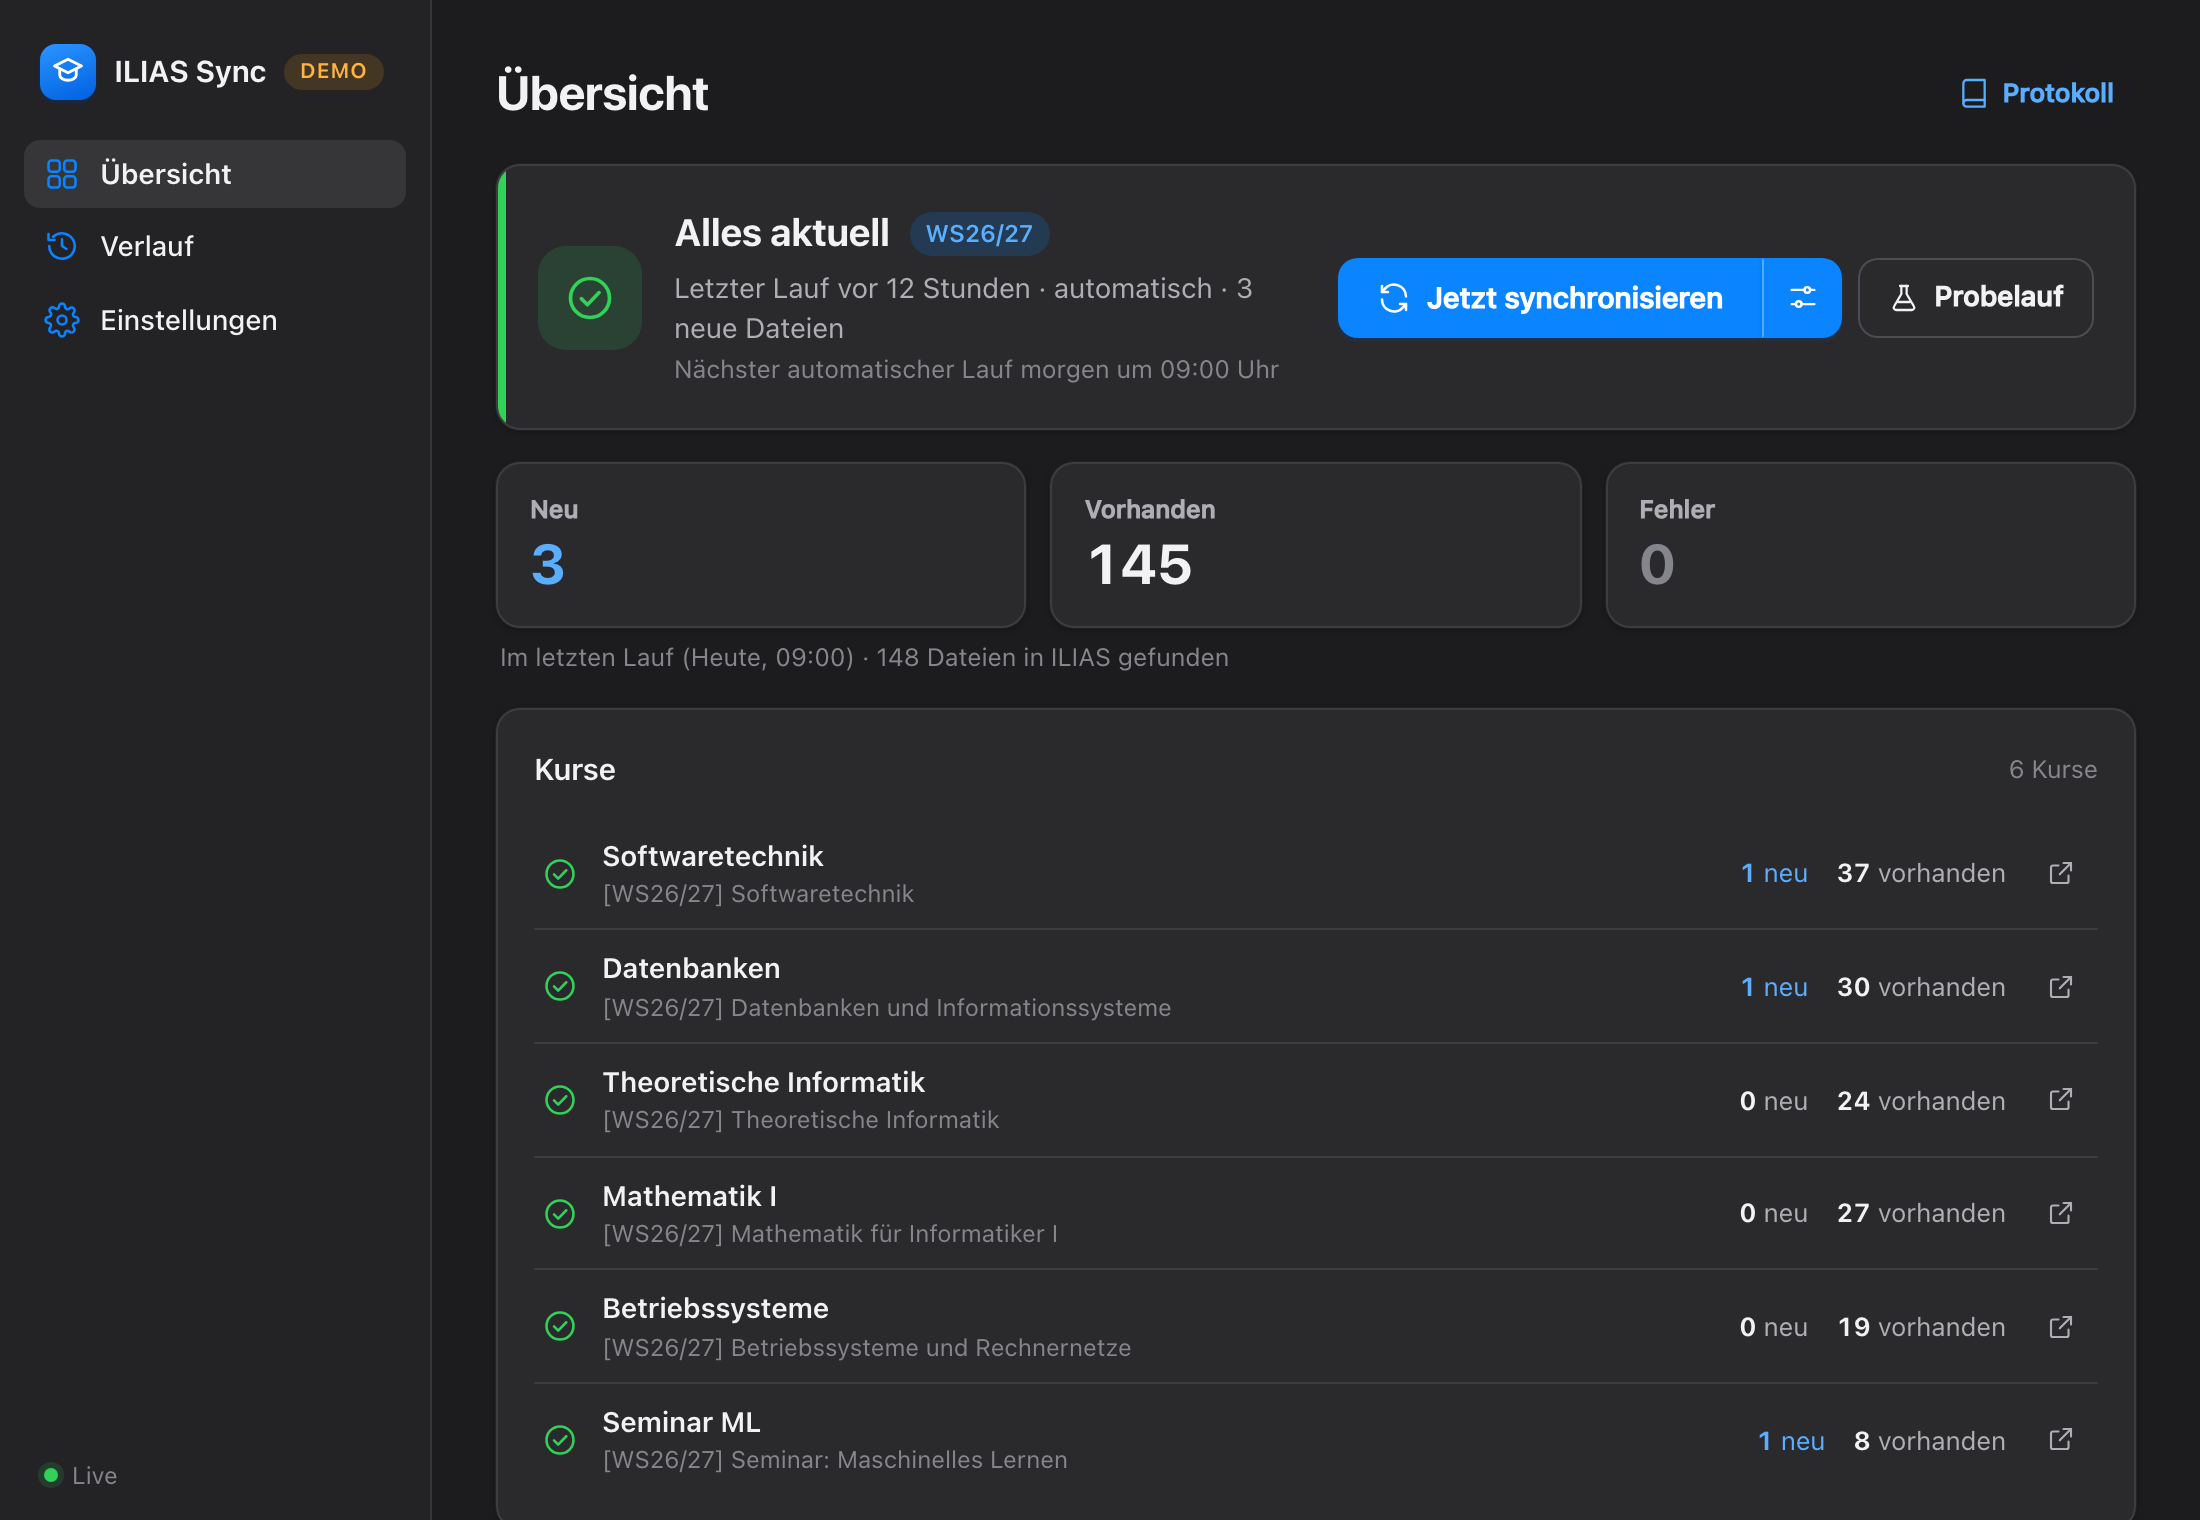 ILIAS Sync DEMO
Übersicht
Verlauf
Einstellungen
Live
Übersicht
Protokoll
Alles aktuell WS26/27
Letzter Lauf vor 12 Stunden · automatisch · 3
neue Dateien
Nächster automatischer Lauf morgen um 09:00 Uhr
Jetzt synchronisieren
Probelauf
Neu
3
Vorhanden
145
Fehler
0
Im letzten Lauf (Heute, 09:00) · 148 Dateien in ILIAS gefunden
Kurse
6 Kurse
Softwaretechnik
[WS26/27] Softwaretechnik
1 neu 37 vorhanden
Datenbanken
[WS26/27] Datenbanken und Informationssysteme
1 neu 30 vorhanden
Theoretische Informatik
[WS26/27] Theoretische Informatik
0 neu 24 vorhanden
Mathematik I
[WS26/27] Mathematik für Informatiker I
0 neu 27 vorhanden
Betriebssysteme
[WS26/27] Betriebssysteme und Rechnernetze
0 neu 19 vorhanden
Seminar ML
[WS26/27] Seminar: Maschinelles Lernen
1 neu 8 vorhanden